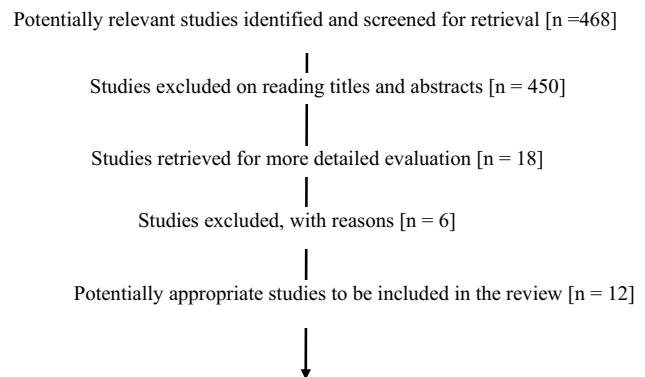 Potentially relevant studies identified and screened for retrieval [n =468]
Studies excluded on reading titles and abstracts [n = 450]
Studies retrieved for more detailed evaluation [n = 18]
Studies excluded, with reasons [n = 6]
Potentially appropriate studies to be included in the review [n = 12]